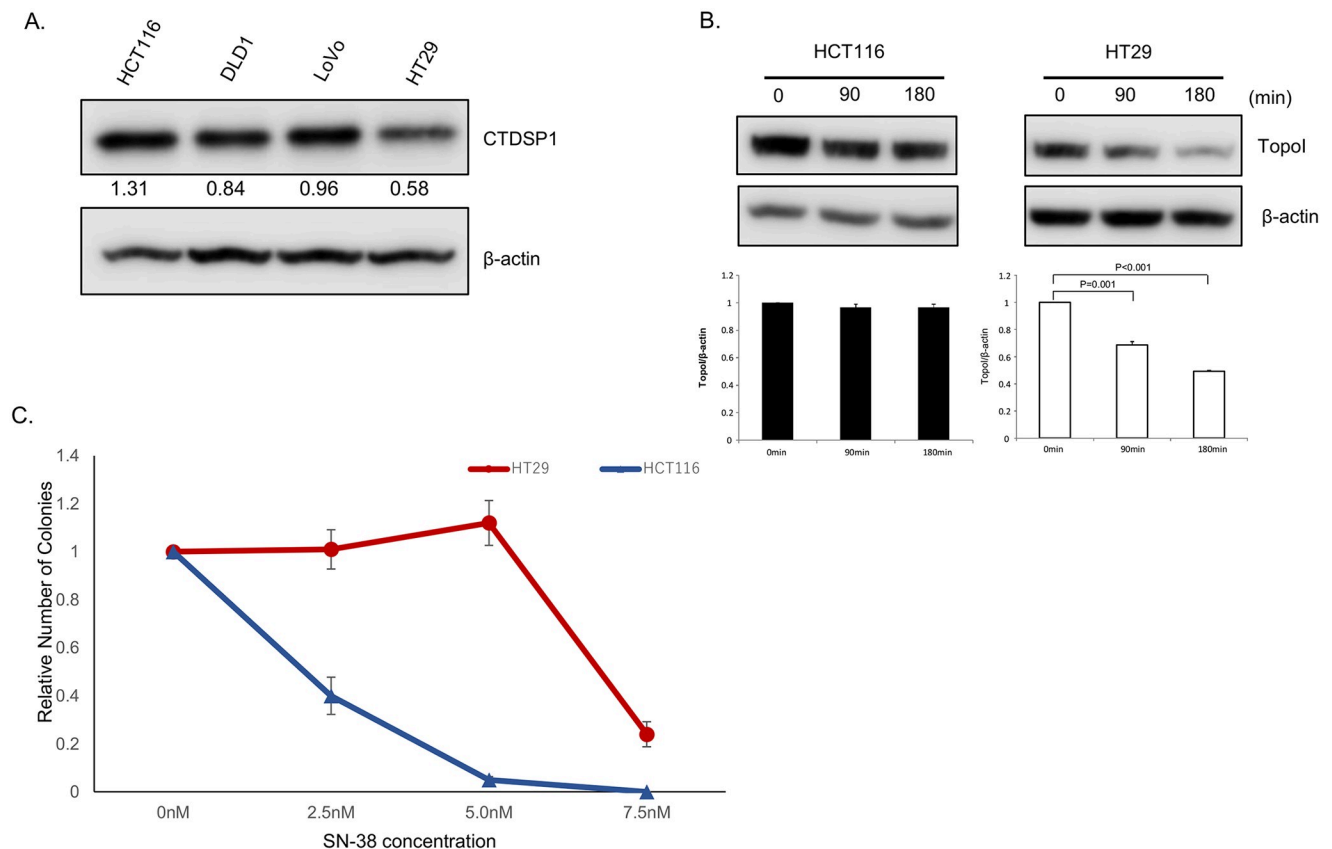 A.
HCT116 DLD1 LoVo HT29
CTDSP1
1.31 0.84 0.96 0.58
β-actin
B.
HCT116 HT29
0 90 180 0 90 180 (min)
TopoI
β-actin
P<0.001
P=0.001
TopoI/β-actin
1.2
1
0.8
0.6
0.4
0.2
0
0min 90min 180min
TopoI/β-actin
1.2
1
0.8
0.6
0.4
0.2
0
0min 90min 180min
C.
HT29 HCT116
Relative Number of Colonies
1.4
1.2
1
0.8
0.6
0.4
0.2
0
0nM 2.5nM 5.0nM 7.5nM
SN-38 concentration